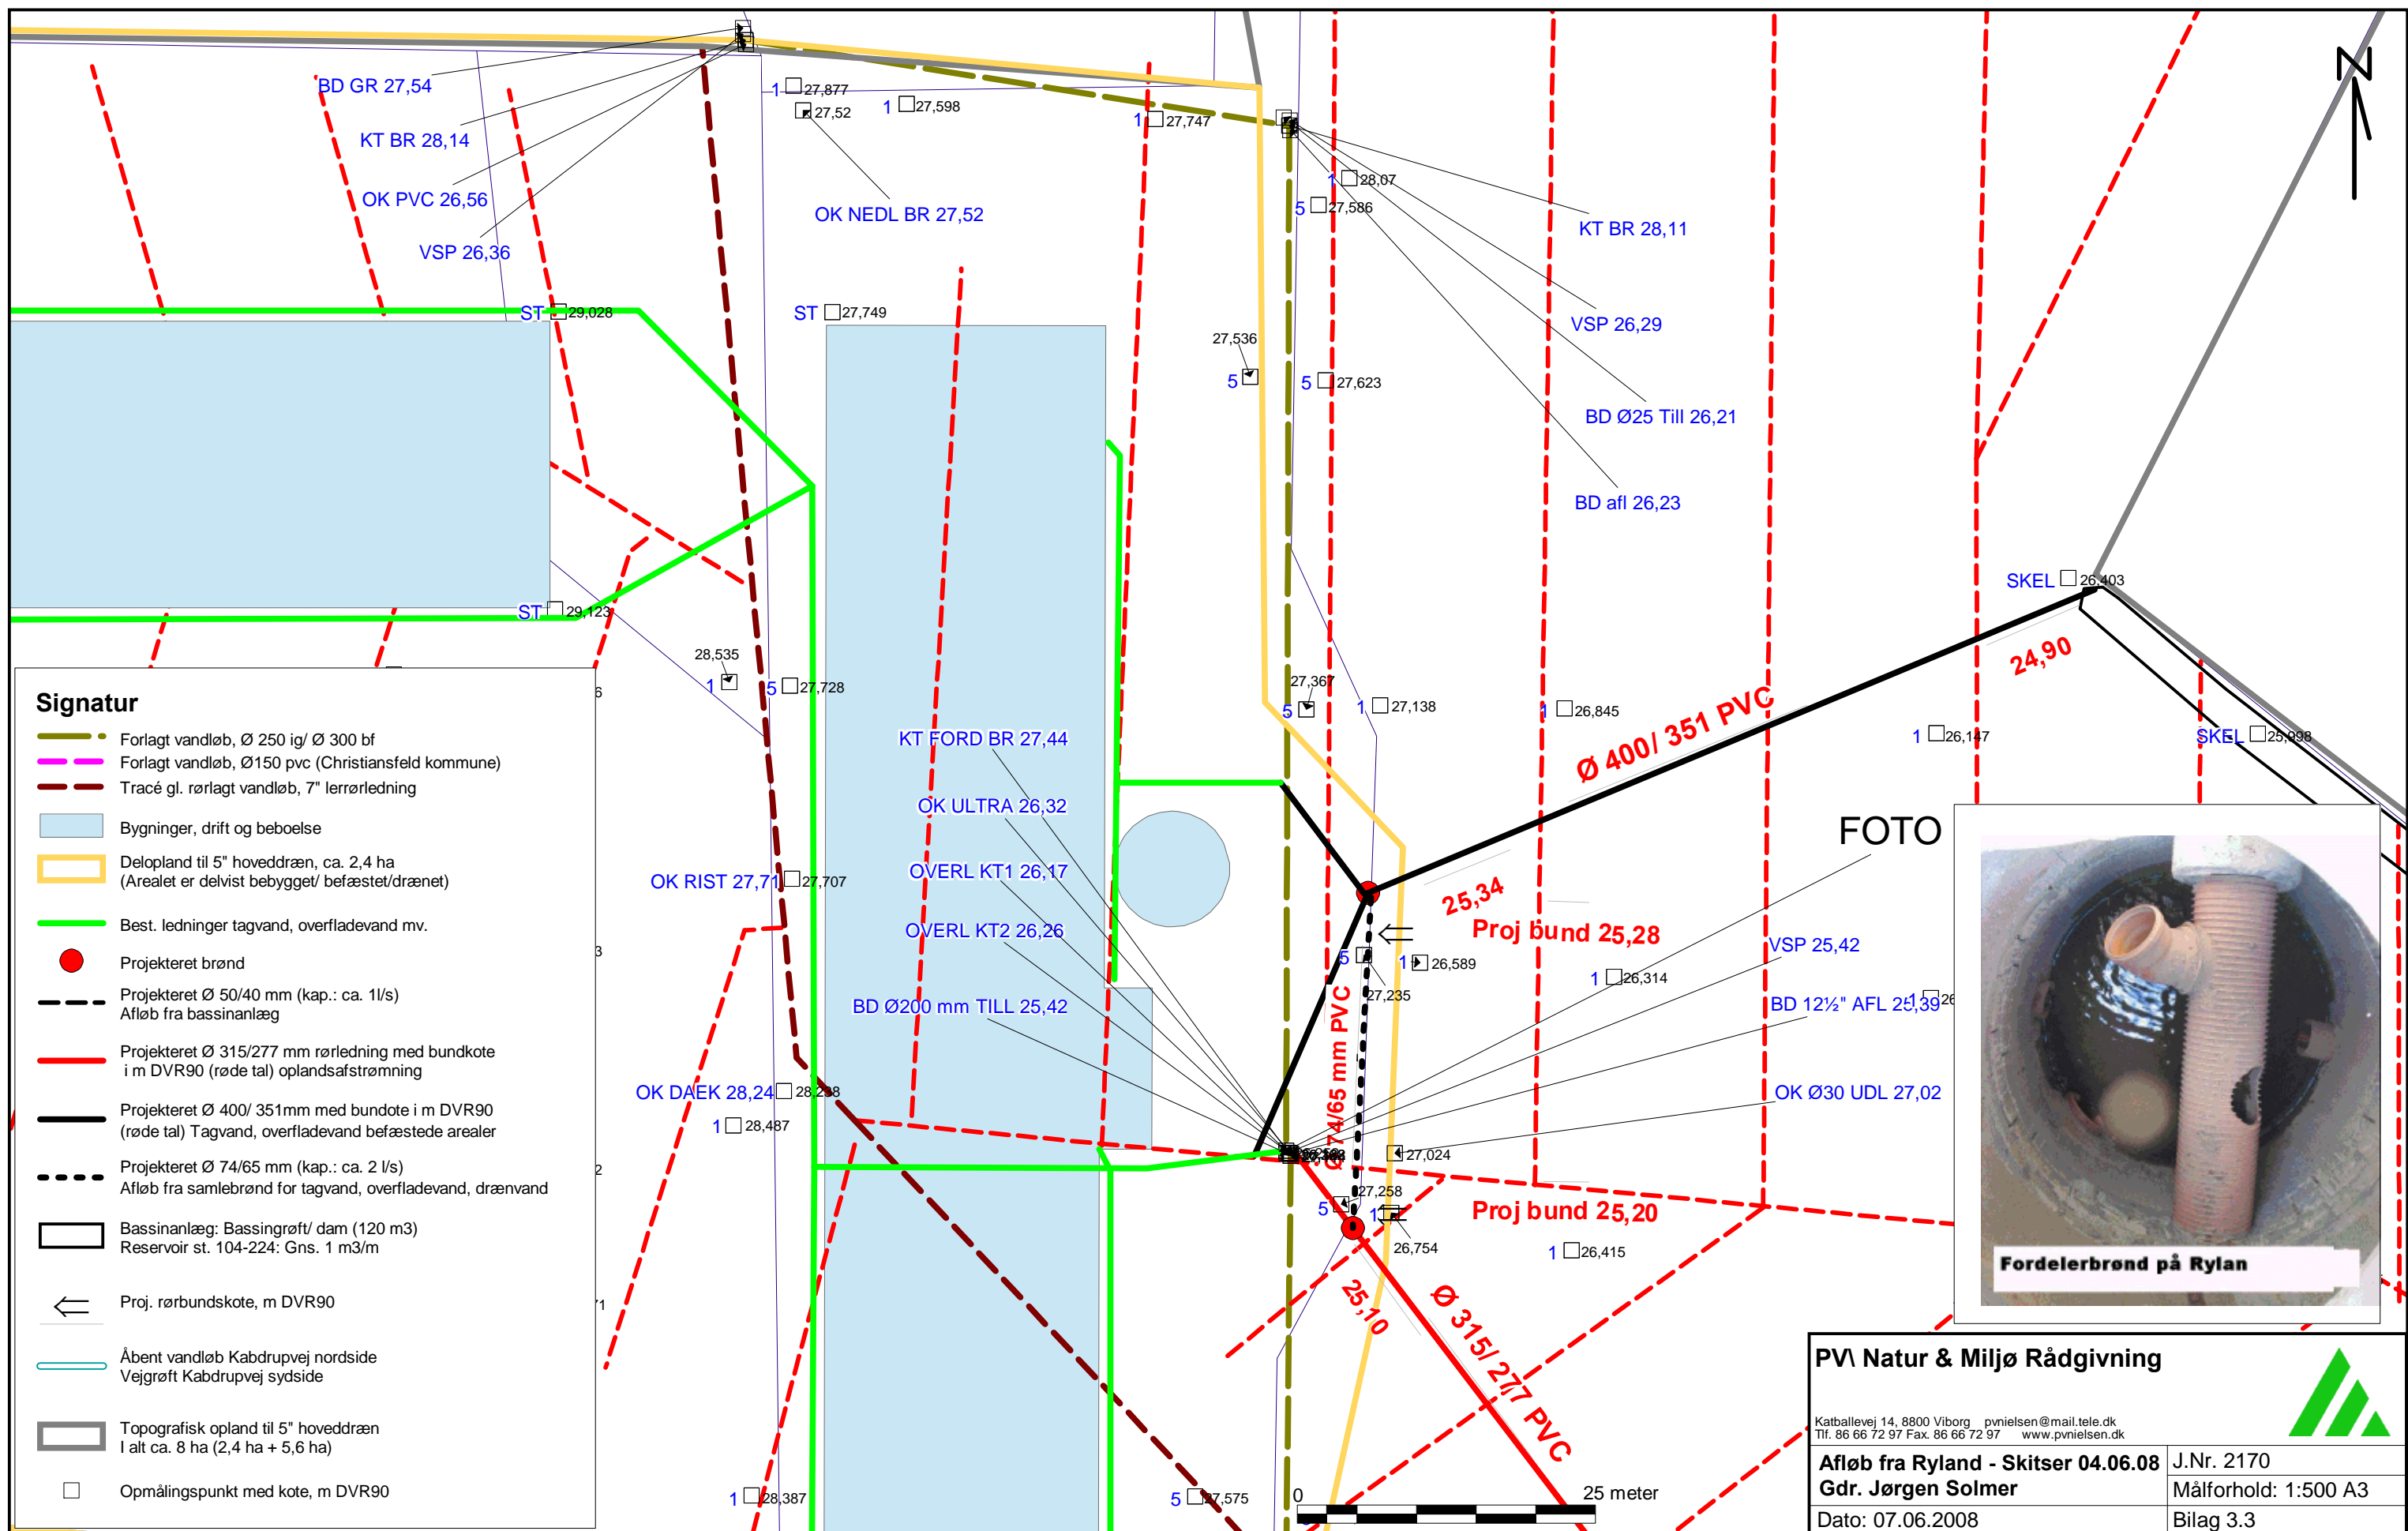 BD GR 27,54
KT BR 28,14
OK PVC 26,56
VSP 26,36
1 27,877
27,52
1 27,598
1 27,747
OK NEDL BR 27,52
1 28,07
5 27,586
KT BR 28,11
VSP 26,29
BD Ø25 Till 26,21
BD afl 26,23
N
ST 29,028
ST 27,749
27,536
5
5 27,623
ST 29,123
28,535
1
5 27,728
27,367
5
1 27,138
1 26,845
SKEL 26,403
24,90
1 26,147
SKEL 25,998
Ø 400/ 351 PVC
KT FORD BR 27,44
OK ULTRA 26,32
OVERL KT1 26,17
OVERL KT2 26,26
BD Ø200 mm TILL 25,42
OK RIST 27,71 27,707
OK DAEK 28,24 28,238
1 28,487
25,34
Proj bund 25,28
5
27,235
1 26,589
1 26,314
FOTO
VSP 25,42
BD 12½" AFL 25,39
1 26
OK Ø30 UDL 27,02
Ø 74/65 mm PVC
27,024
27,258
5
1
26,754
Proj bund 25,20
1 26,415
25,10
Ø 315/ 277 PVC
1 28,387
5 27,575
0 25 meter
Signatur
Forlagt vandløb, Ø 250 ig/ Ø 300 bf
Forlagt vandløb, Ø150 pvc (Christiansfeld kommune)
Tracé gl. rørlagt vandløb, 7" lerrørledning
Bygninger, drift og beboelse
Delopland til 5" hoveddræn, ca. 2,4 ha
(Arealet er delvist bebygget/ befæstet/drænet)
Best. ledninger tagvand, overfladevand mv.
Projekteret brønd
Projekteret Ø 50/40 mm (kap.: ca. 1l/s)
Afløb fra bassinanlæg
Projekteret Ø 315/277 mm rørledning med bundkote
i m DVR90 (røde tal) oplandsafstrømning
Projekteret Ø 400/ 351mm med bundote i m DVR90
(røde tal) Tagvand, overfladevand befæstede arealer
Projekteret Ø 74/65 mm (kap.: ca. 2 l/s)
Afløb fra samlebrønd for tagvand, overfladevand, drænvand
Bassinanlæg: Bassingrøft/ dam (120 m3)
Reservoir st. 104-224: Gns. 1 m3/m
Proj. rørbundskote, m DVR90
Åbent vandløb Kabdrupvej nordside
Vejgrøft Kabdrupvej sydside
Topografisk opland til 5" hoveddræn
I alt ca. 8 ha (2,4 ha + 5,6 ha)
Opmålingspunkt med kote, m DVR90
6
3
2
71
Fordelerbrønd på Rylan
PV\ Natur & Miljø Rådgivning
Katballevej 14, 8800 Viborg pvnielsen@mail.tele.dk
Tlf. 86 66 72 97 Fax. 86 66 72 97 www.pvnielsen.dk
Afløb fra Ryland - Skitser 04.06.08
Gdr. Jørgen Solmer
J.Nr. 2170
Målforhold: 1:500 A3
Dato: 07.06.2008
Bilag 3.3